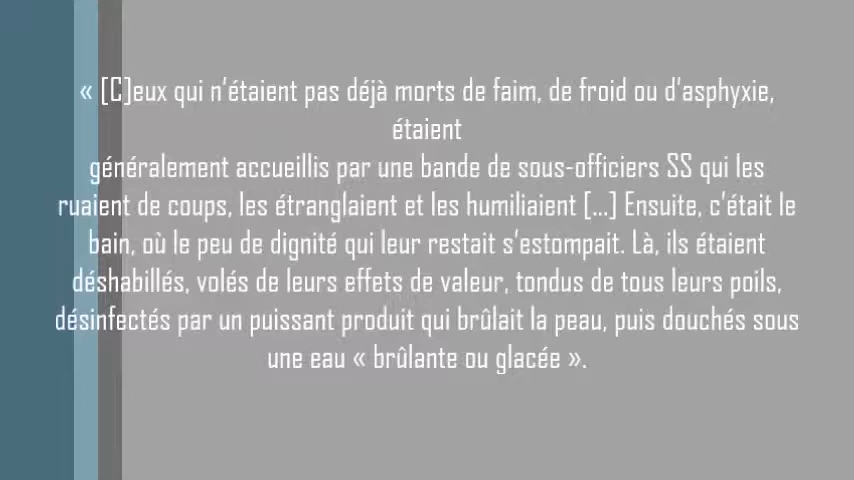 « [C]eux qui n'étaient pas déjà morts de faim, de froid ou d'asphyxie,
étaient
généralement accueillis par une bande de sous-officiers SS qui les
ruaient de coups, les étranglaient et les humiliaient [...] Ensuite, c'était le
bain, où le peu de dignité qui leur restait s'estompait. Là, ils étaient
déshabillés, volés de leurs effets de valeur, tondus de tous leurs poils,
désinfectés par un puissant produit qui brûlait la peau, puis douchés sous
une eau « brûlante ou glacée ».